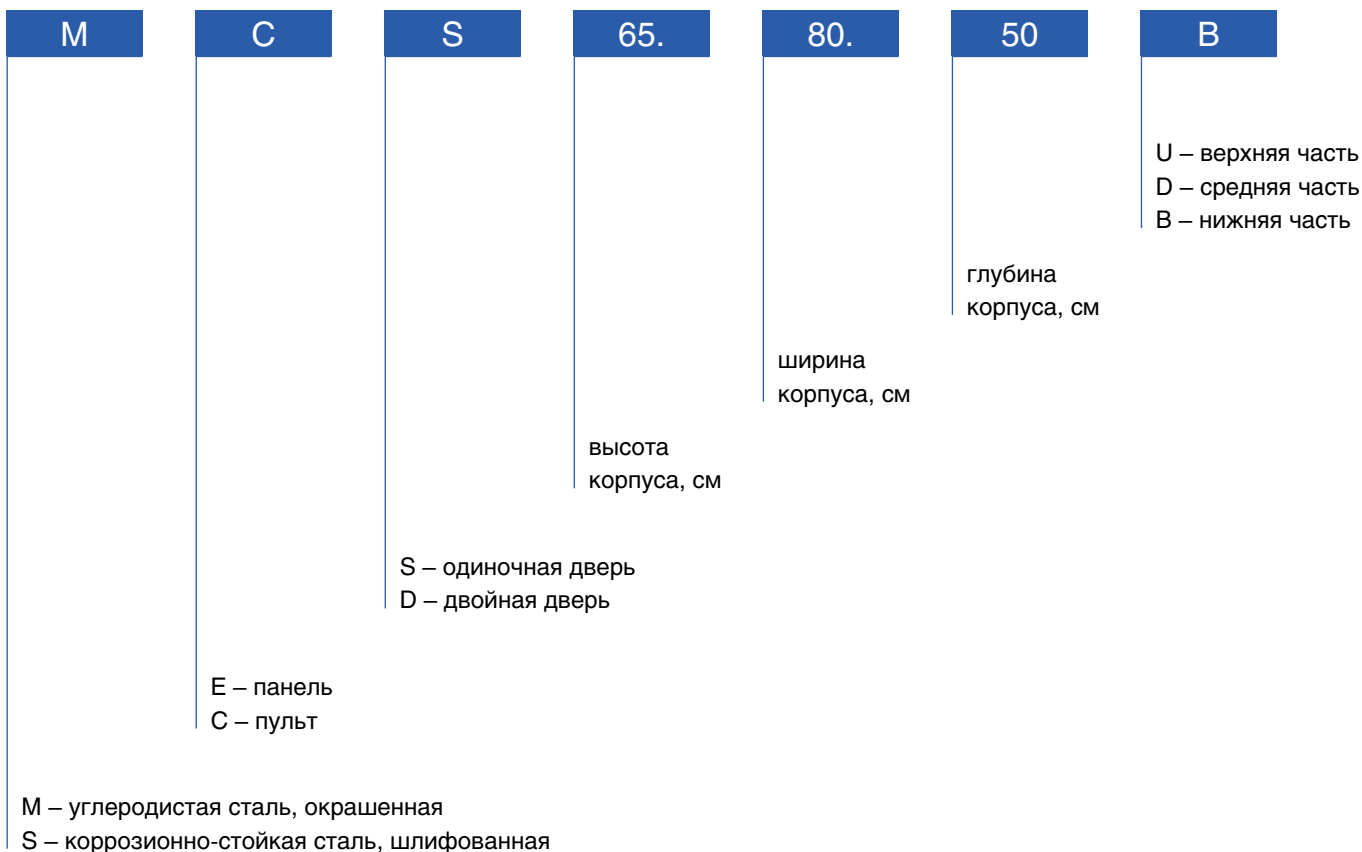 M C S 65. 80. 50 B
U – верхняя часть
D – средняя часть
B – нижняя часть
глубина
корпуса, см
ширина
корпуса, см
высота
корпуса, см
S – одиночная дверь
D – двойная дверь
E – панель
C – пульт
M – углеродистая сталь, окрашенная
S – коррозионно-стойкая сталь, шлифованная